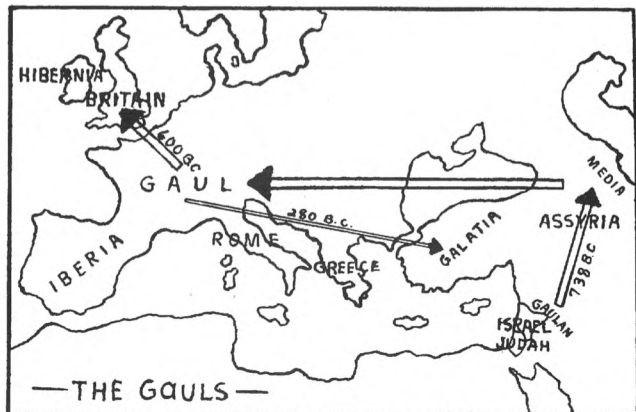 HIBERNIA
BRITAIN
600 B.C
GAUL
MEDIA
ASSYRIA
280 B.C.
ROME
GALATIA
IBERIA
GREECE
738 B.C
GAULAN
ISRAEL
JUDAH
— THE GAULS —